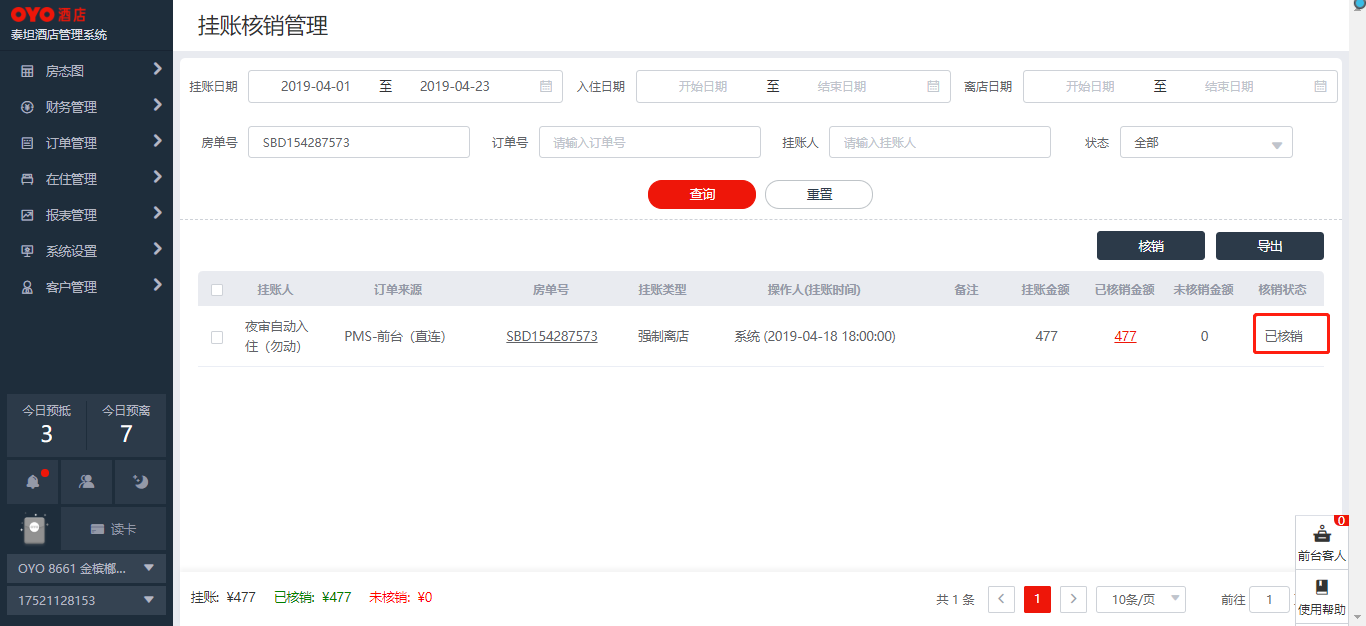 OYO 酒店
泰坦酒店管理系统
房态图
财务管理
订单管理
在住管理
报表管理
系统设置
客户管理
今日预抵 今日预离
3 7
读卡
OYO 8661 金槟榔...
17521128153
挂账核销管理
挂账日期 2019-04-01 至 2019-04-23 入住日期 开始日期 至 结束日期 离店日期 开始日期 至 结束日期
房单号 SBD154287573 订单号 请输入订单号 挂账人 请输入挂账人 状态 全部
查询 重置
核销 导出
挂账人 订单来源 房单号 挂账类型 操作人(挂账时间) 备注 挂账金额 已核销金额 未核销金额 核销状态
夜审自动入
住（勿动） PMS-前台（直连） SBD154287573 强制离店 系统 (2019-04-18 18:00:00) 477 477 0 已核销
挂账: ¥477 已核销: ¥477 未核销: ¥0
共 1 条 1 10条/页 前往 1
0
前台客人
使用帮助